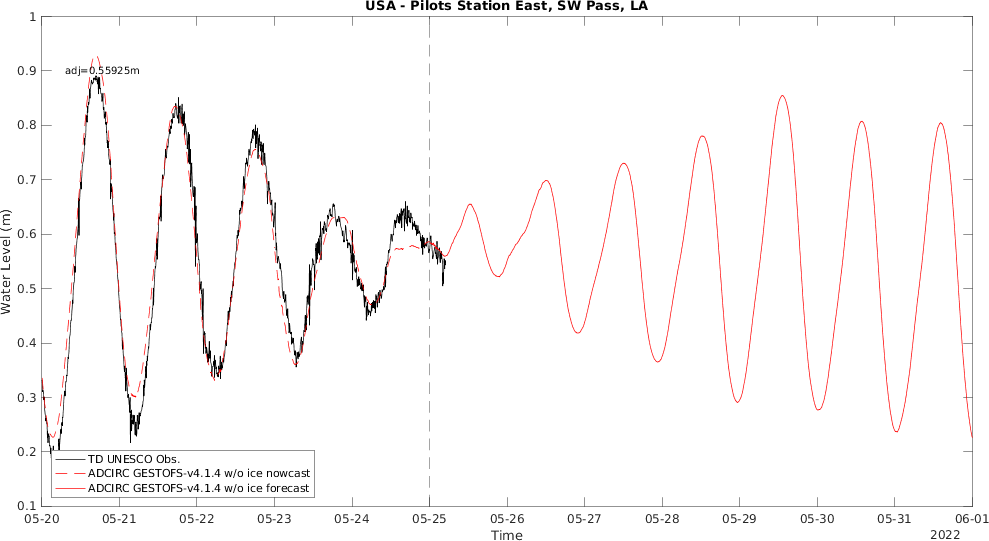 USA - Pilots Station East, SW Pass, LA
adj=0.55925m
Water Level (m)
1
0.9
0.8
0.7
0.6
0.5
0.4
0.3
0.2
0.1
TD UNESCO Obs.
ADCIRC GESTOFS-v4.1.4 w/o ice nowcast
ADCIRC GESTOFS-v4.1.4 w/o ice forecast
05-20 05-21 05-22 05-23 05-24 05-25 05-26 05-27 05-28 05-29 05-30 05-31 06-01
Time
2022